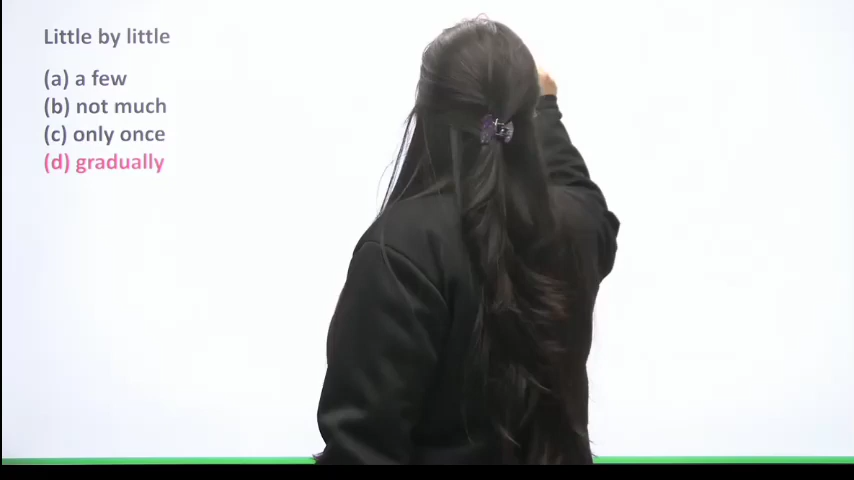 Little by little
(a) a few
(b) not much
(c) only once
(d) gradually